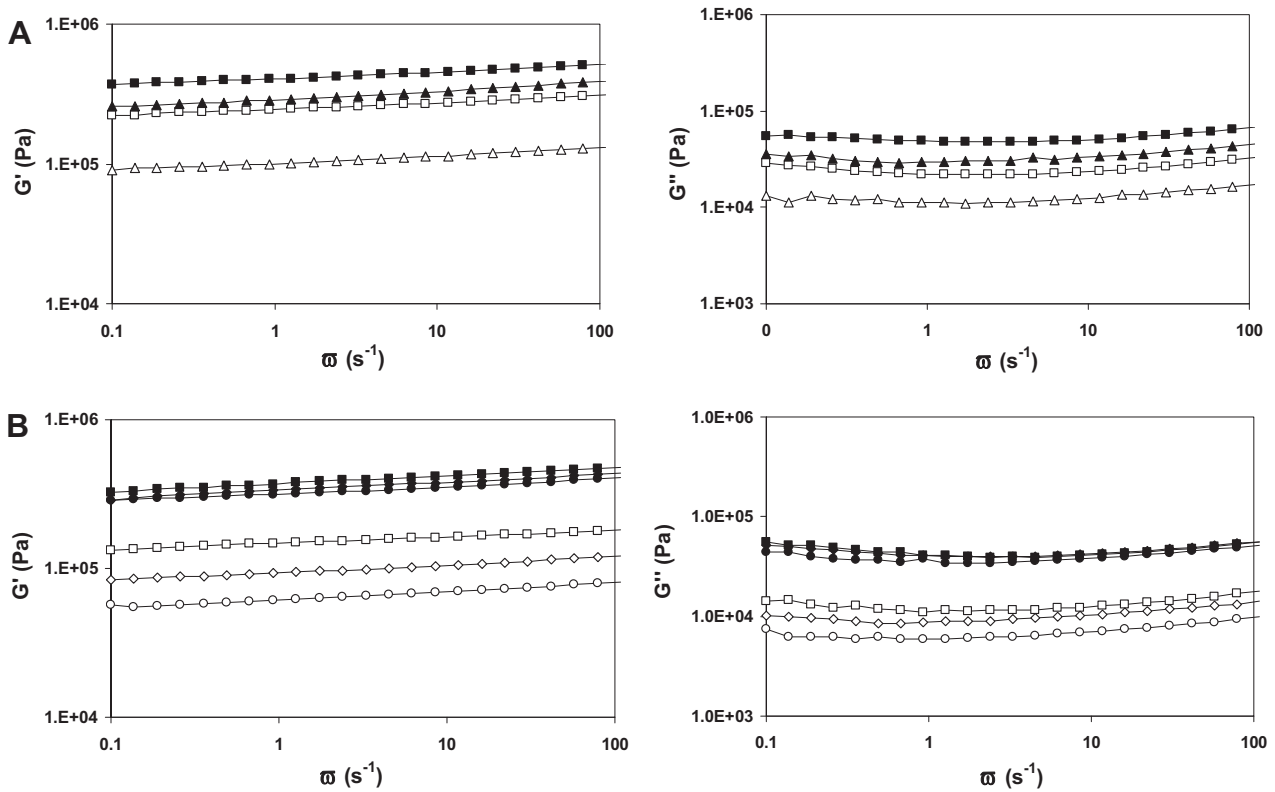 A
1.E+06
1.E+05
1.E+04
G' (Pa)
0.1 1 10 100
ϖ (s-1)
1.E+06
1.E+05
1.E+04
1.E+03
G'' (Pa)
0 1 10 100
ϖ (s-1)
B
1.E+06
1.E+05
1.E+04
G' (Pa)
0.1 1 10 100
ϖ (s-1)
1.0E+06
1.0E+05
1.0E+04
1.0E+03
G'' (Pa)
0.1 1 10 100
ϖ (s-1)